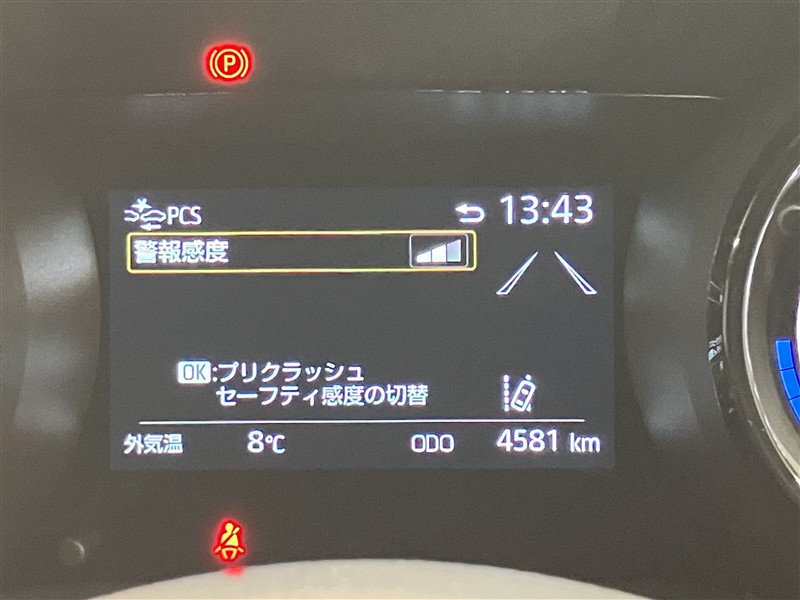 P
PCS
13:43
警報感度
OK:プリクラッシュ
セーフティ感度の切替
外気温 8℃ ODO 4581 km